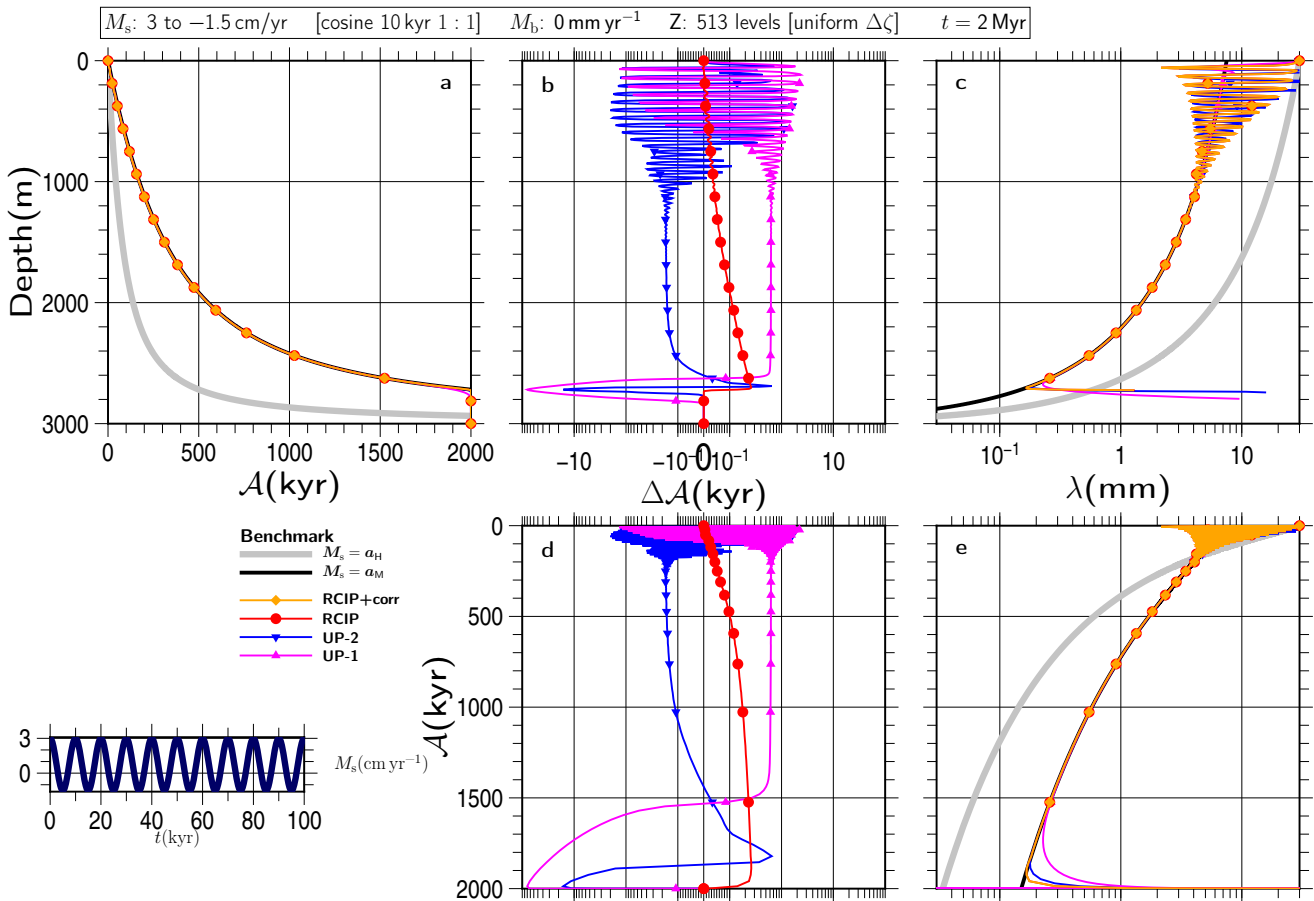 Mₛ: 3 to −1.5 cm/yr [cosine 10 kyr 1 : 1] M_b: 0 mm yr⁻¹ Z: 513 levels [uniform Δζ] t = 2 Myr
0
1000
2000
3000
Depth(m)
a
0 500 1000 1500 2000
𝒜(kyr)
b
−10 −10⁻¹ 0 10⁻¹ 10
Δ𝒜(kyr)
c
10⁻¹ 1 10
λ(mm)
Benchmark
Mₛ = a_H
Mₛ = a_M
RCIP+corr
RCIP
UP-2
UP-1
3
0
0 20 40 60 80 100
t(kyr)
Mₛ(cm yr⁻¹)
0
500
1000
1500
2000
𝒜(kyr)
d
e